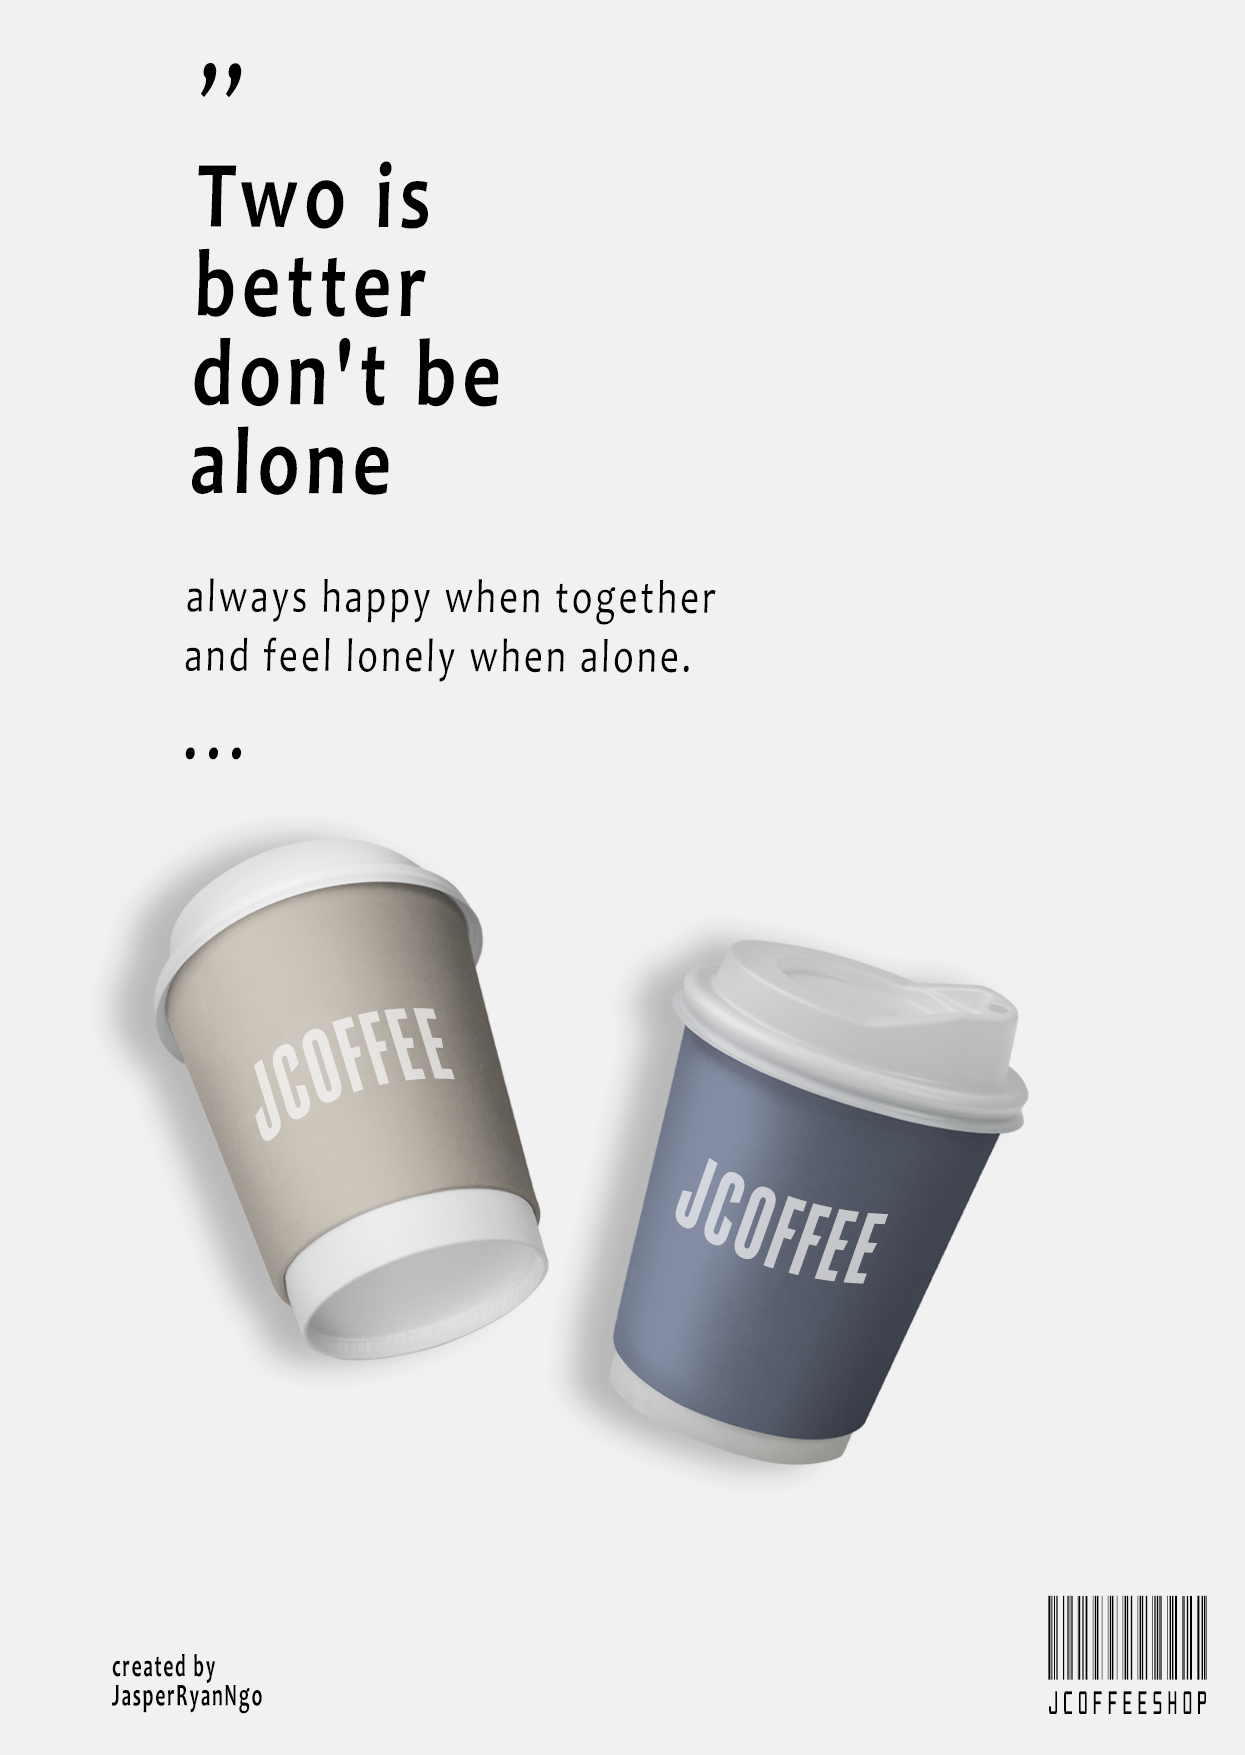 ”
Two is
better
don't be
alone
always happy when together
and feel lonely when alone.
...
JCOFFEE
JCOFFEE
created by
JasperRyanNgo
JCOFFEESHOP